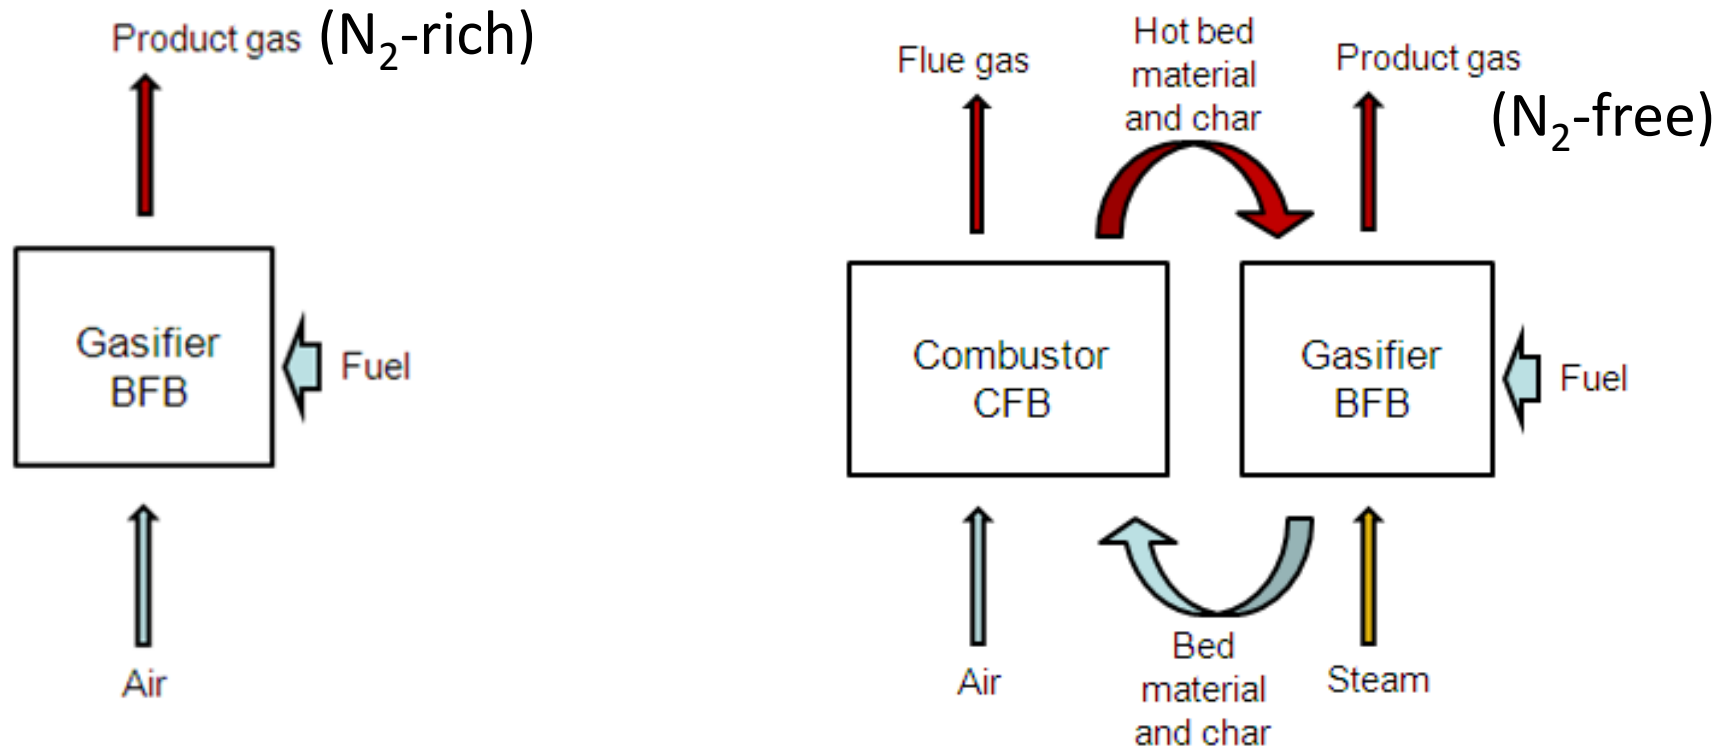 Product gas (N₂-rich)
Gasifier
BFB
Fuel
Air
Flue gas
Hot bed
material
and char
Product gas
(N₂-free)
Combustor
CFB
Gasifier
BFB
Fuel
Air
Bed
material
and char
Steam